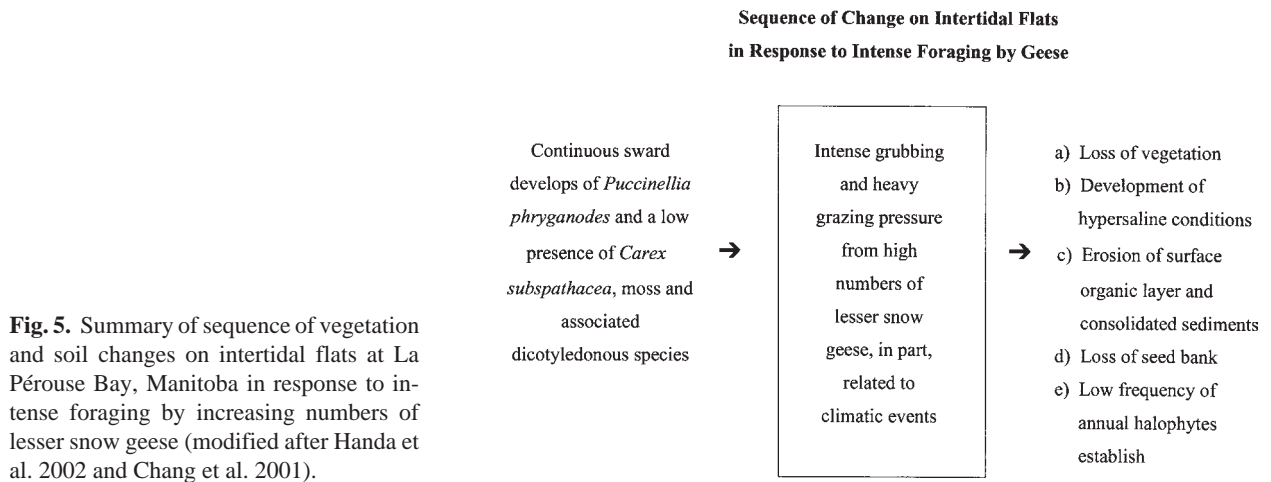 Sequence of Change on Intertidal Flats
in Response to Intense Foraging by Geese
Continuous sward
develops of Puccinellia
phryganodes and a low
presence of Carex
subspathacea, moss and
associated
dicotyledonous species
→
Intense grubbing
and heavy
grazing pressure
from high
numbers of
lesser snow
geese, in part,
related to
climatic events
→
a) Loss of vegetation
b) Development of
hypersaline conditions
c) Erosion of surface
organic layer and
consolidated sediments
d) Loss of seed bank
e) Low frequency of
annual halophytes
establish
Fig. 5. Summary of sequence of vegetation
and soil changes on intertidal flats at La
Pérouse Bay, Manitoba in response to in-
tense foraging by increasing numbers of
lesser snow geese (modified after Handa et
al. 2002 and Chang et al. 2001).